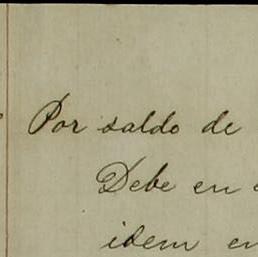 Por saldo de
Debe en
idem en